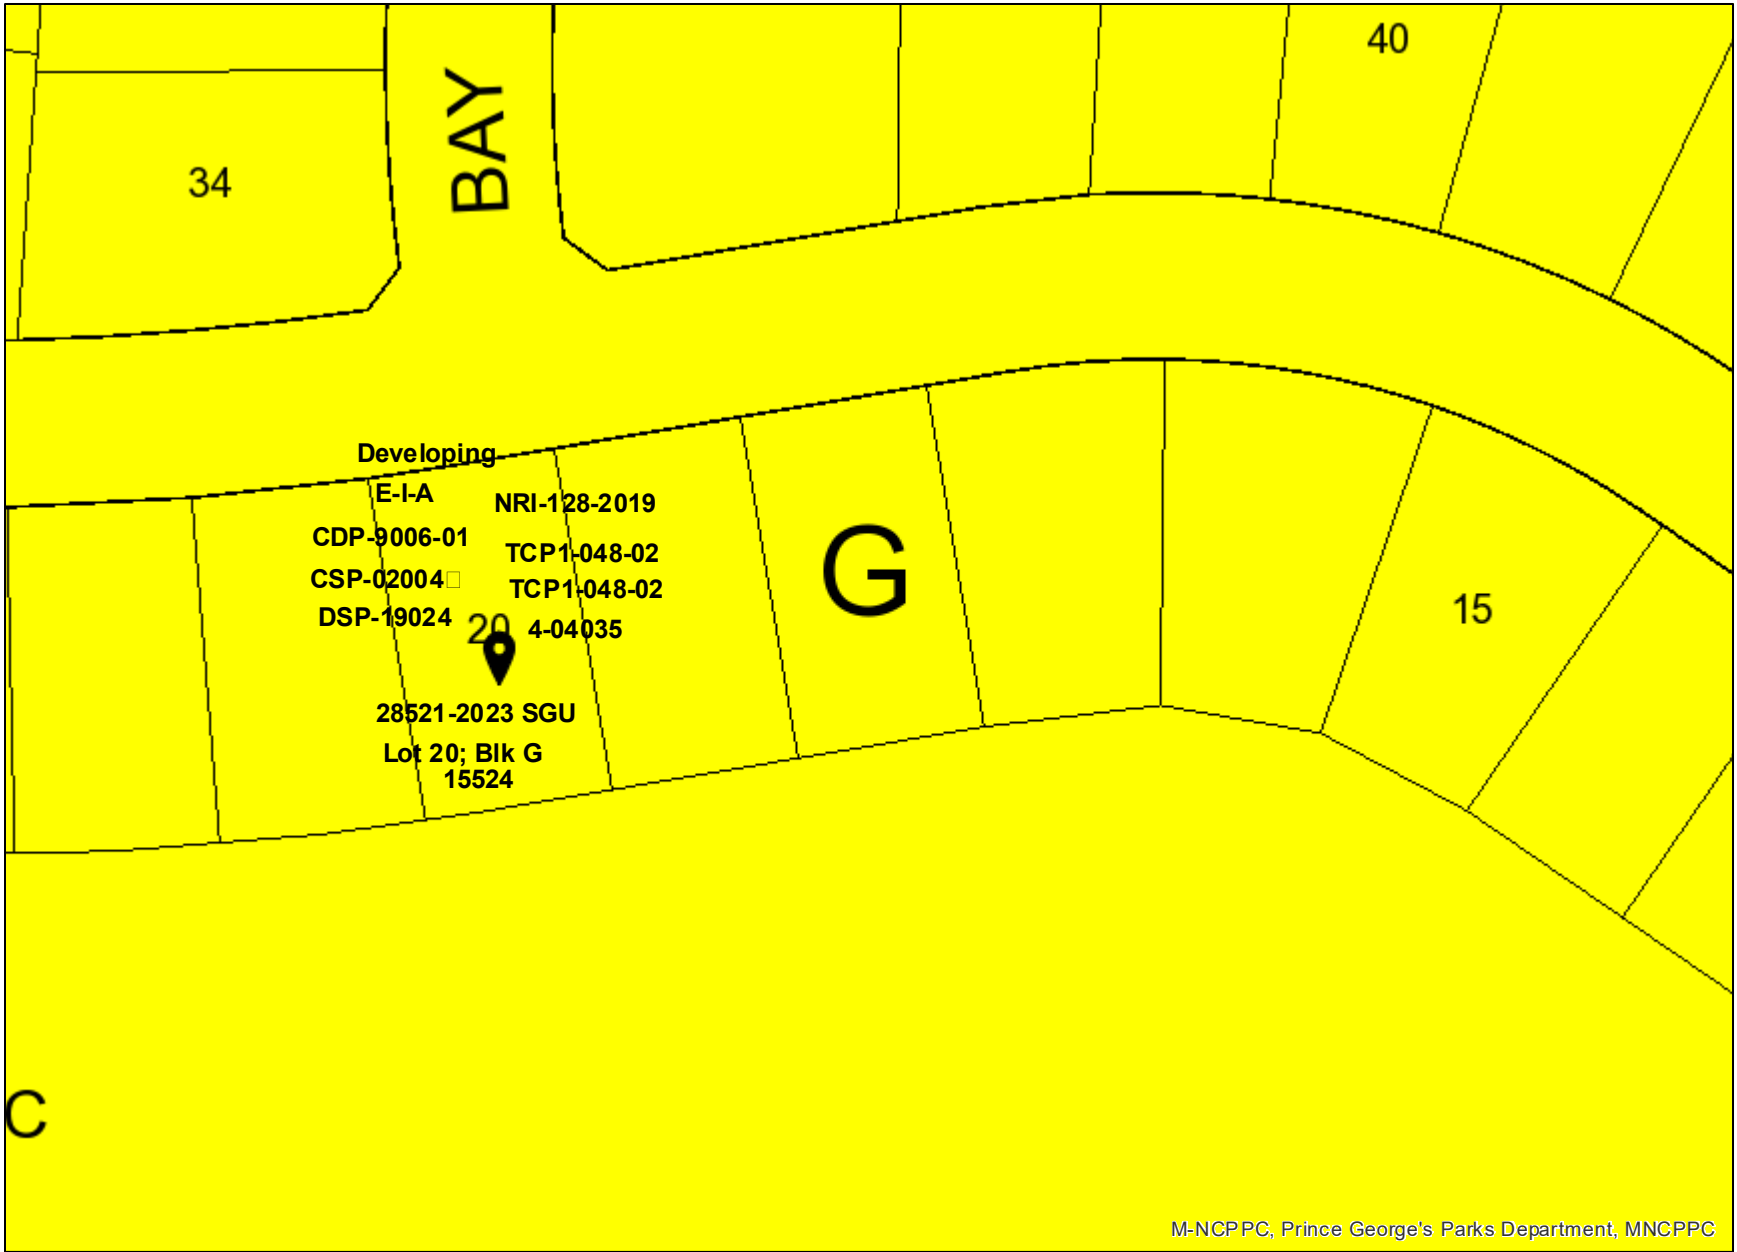 40
BAY
34
Developing
E-I-A
NRI-128-2019
CDP-9006-01
TCP1-048-02
CSP-02004□
TCP1-048-02
DSP-19024
20
4-04035
G
15
28521-2023 SGU
Lot 20; Blk G
15524
C
M-NCPPC, Prince George's Parks Department, MNCPPC